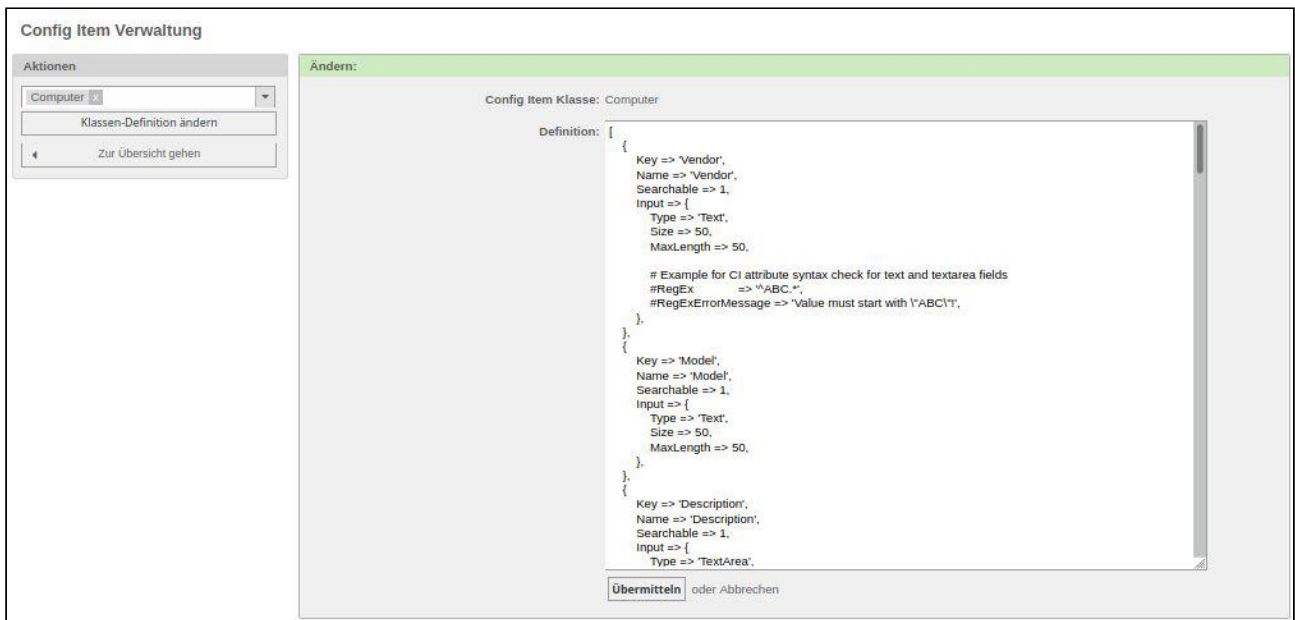 Config Item Verwaltung
Aktionen
Computer x
Klassen-Definition ändern
Zur Übersicht gehen
Ändern:
Config Item Klasse: Computer
Definition: [
{
Key => 'Vendor',
Name => 'Vendor',
Searchable => 1,
Input => {
Type => 'Text',
Size => 50,
MaxLength => 50,
# Example for CI attribute syntax check for text and textarea fields
#RegEx => '^ABC.*',
#RegExErrorMessage => 'Value must start with \"ABC\"!',
},
},
{
Key => 'Model',
Name => 'Model',
Searchable => 1,
Input => {
Type => 'Text',
Size => 50,
MaxLength => 50,
},
},
{
Key => 'Description',
Name => 'Description',
Searchable => 1,
Input => {
Type => 'TextArea',
Übermitteln oder Abbrechen